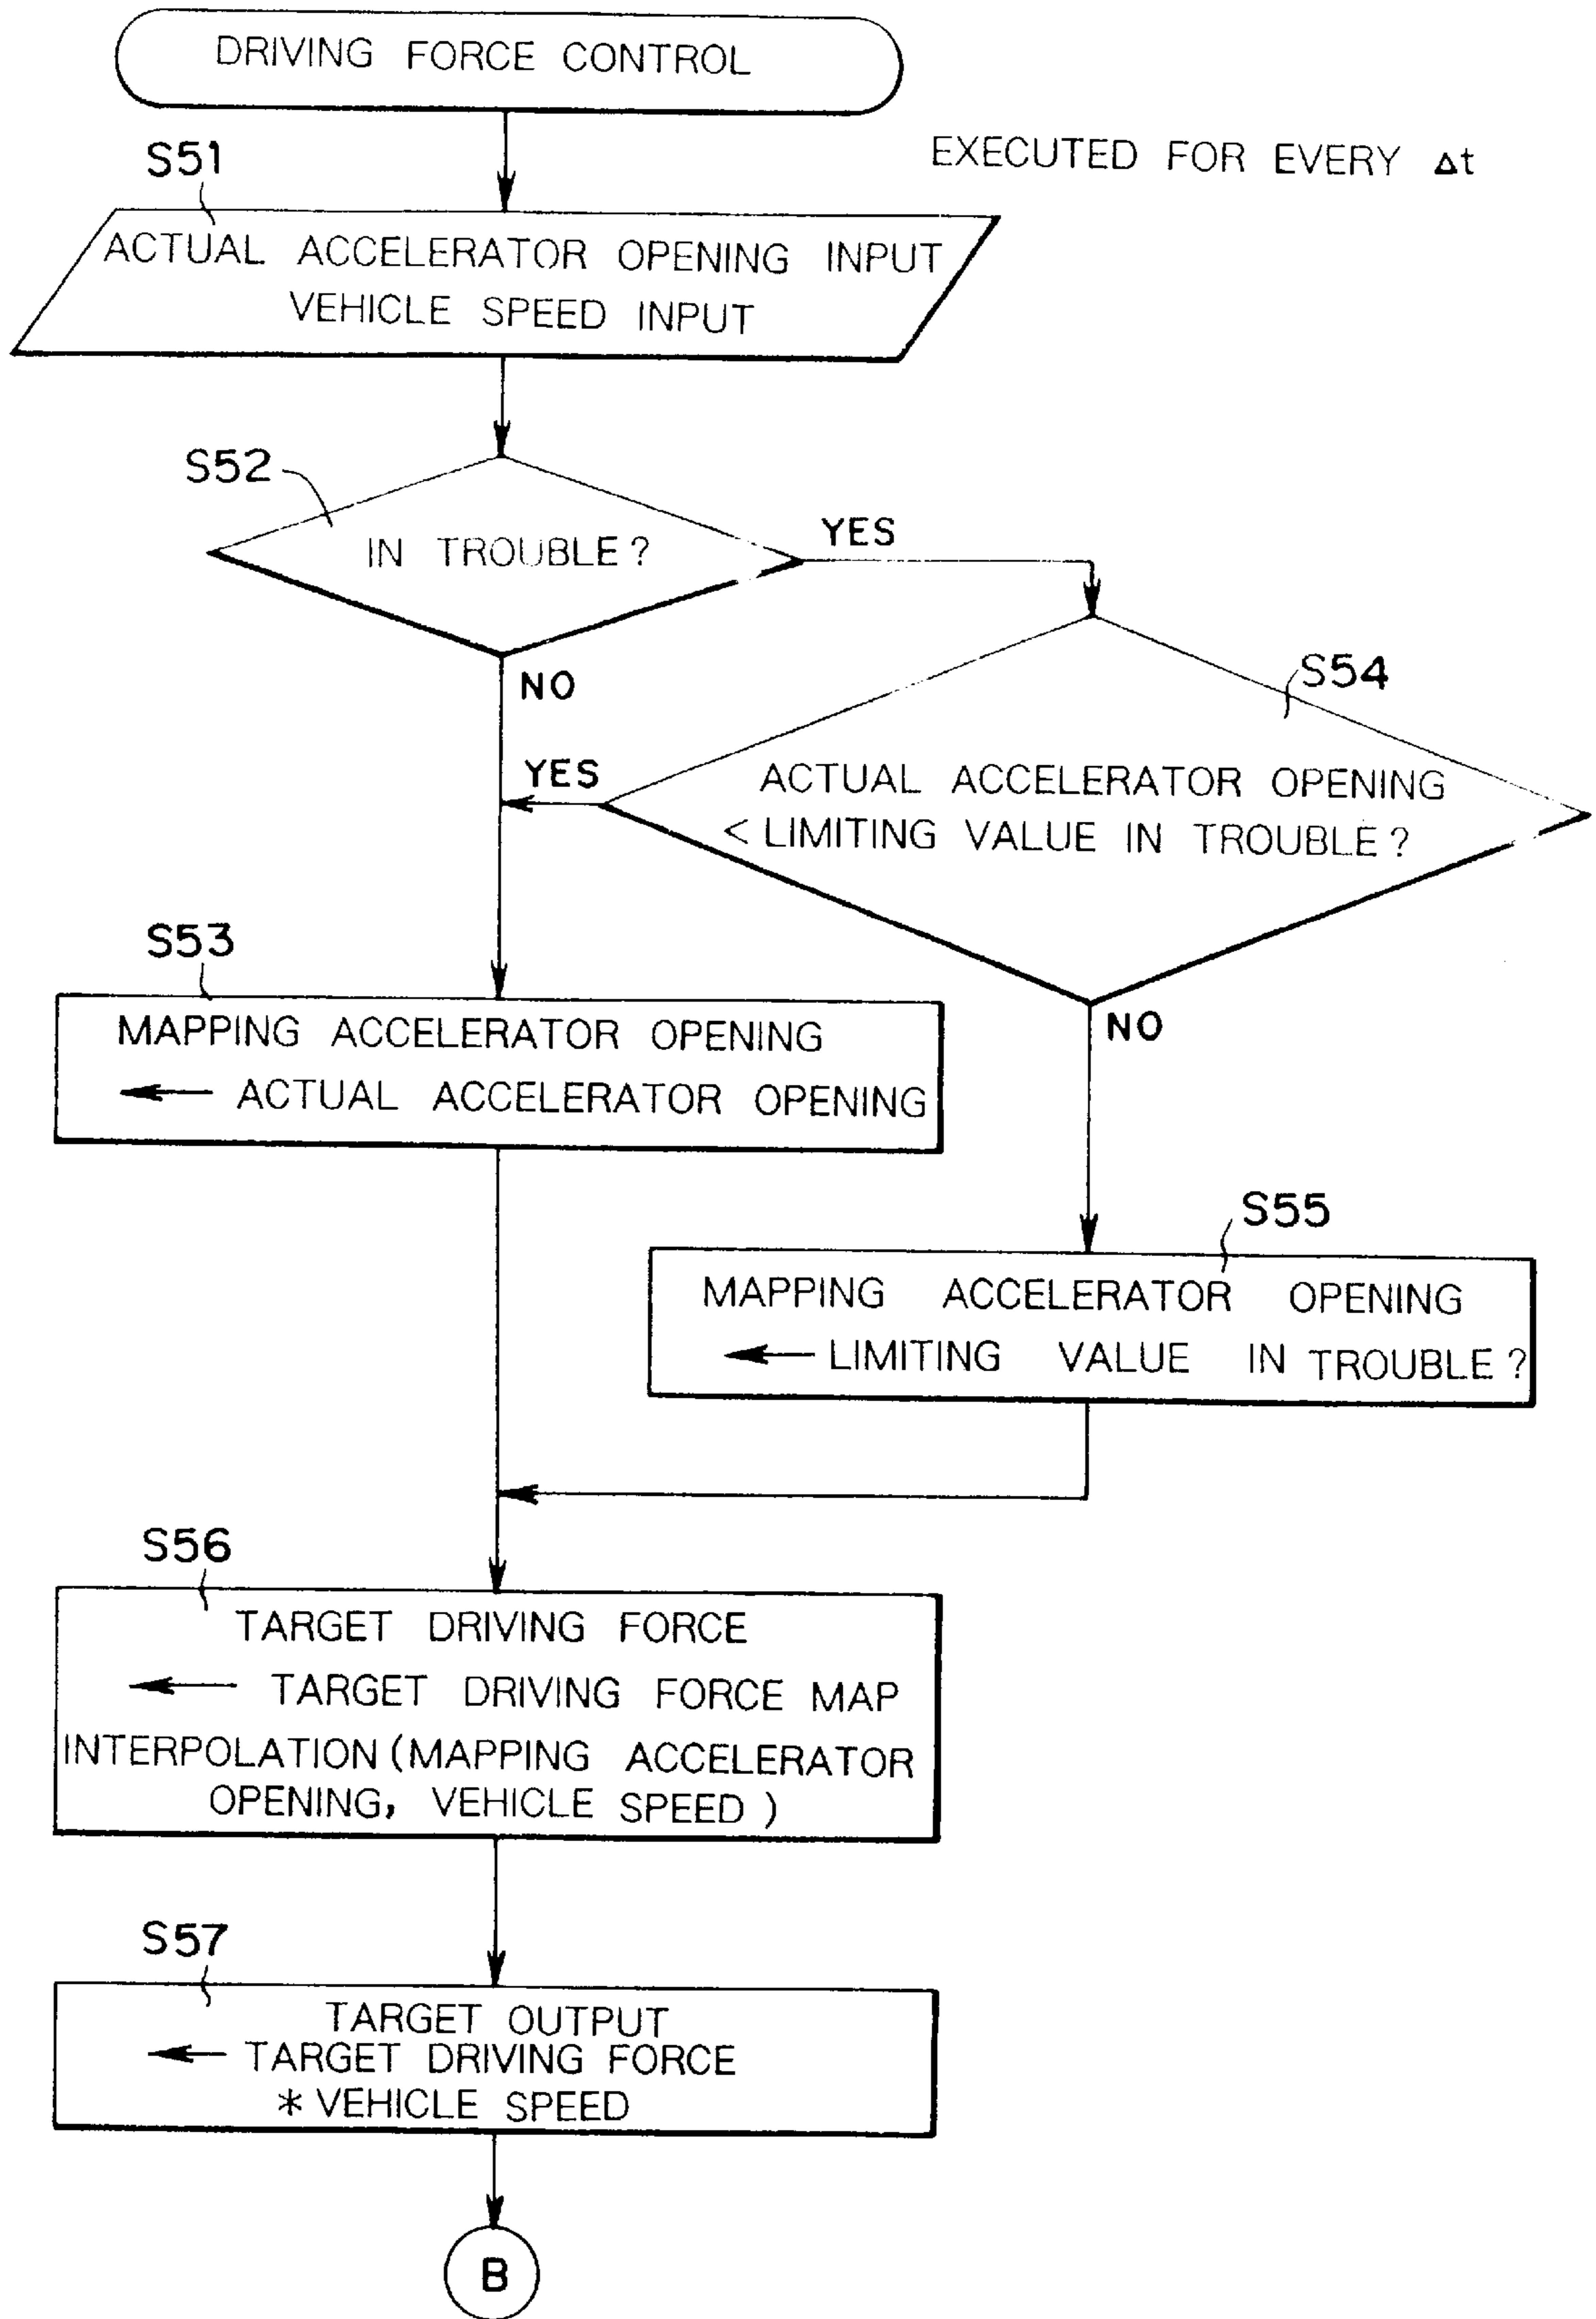 DRIVING FORCE CONTROL
EXECUTED FOR EVERY Δt
S51
ACTUAL ACCELERATOR OPENING INPUT
VEHICLE SPEED INPUT
S52
IN TROUBLE?
YES
NO
S54
ACTUAL ACCELERATOR OPENING
< LIMITING VALUE IN TROUBLE?
YES
NO
S53
MAPPING ACCELERATOR OPENING
← ACTUAL ACCELERATOR OPENING
S55
MAPPING ACCELERATOR OPENING
← LIMITING VALUE IN TROUBLE?
S56
TARGET DRIVING FORCE
← TARGET DRIVING FORCE MAP
INTERPOLATION (MAPPING ACCELERATOR
OPENING, VEHICLE SPEED)
S57
TARGET OUTPUT
← TARGET DRIVING FORCE
* VEHICLE SPEED
B